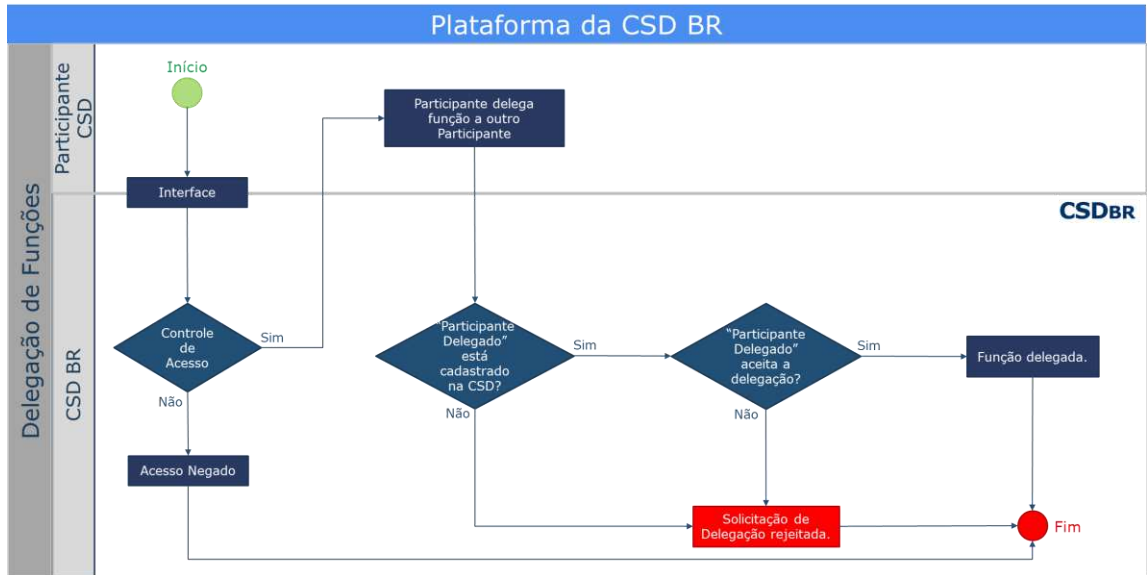 Plataforma da CSD BR
Delegação de Funções
Participante
CSD
CSD BR
Início
Interface
Participante delega
função a outro
Participante
CSDBR
Controle
de
Acesso
Sim
Não
Acesso Negado
“Participante
Delegado”
está
cadastrado
na CSD?
Sim
Não
“Participante
Delegado”
aceita a
delegação?
Sim
Não
Função delegada.
Solicitação de
Delegação rejeitada.
Fim